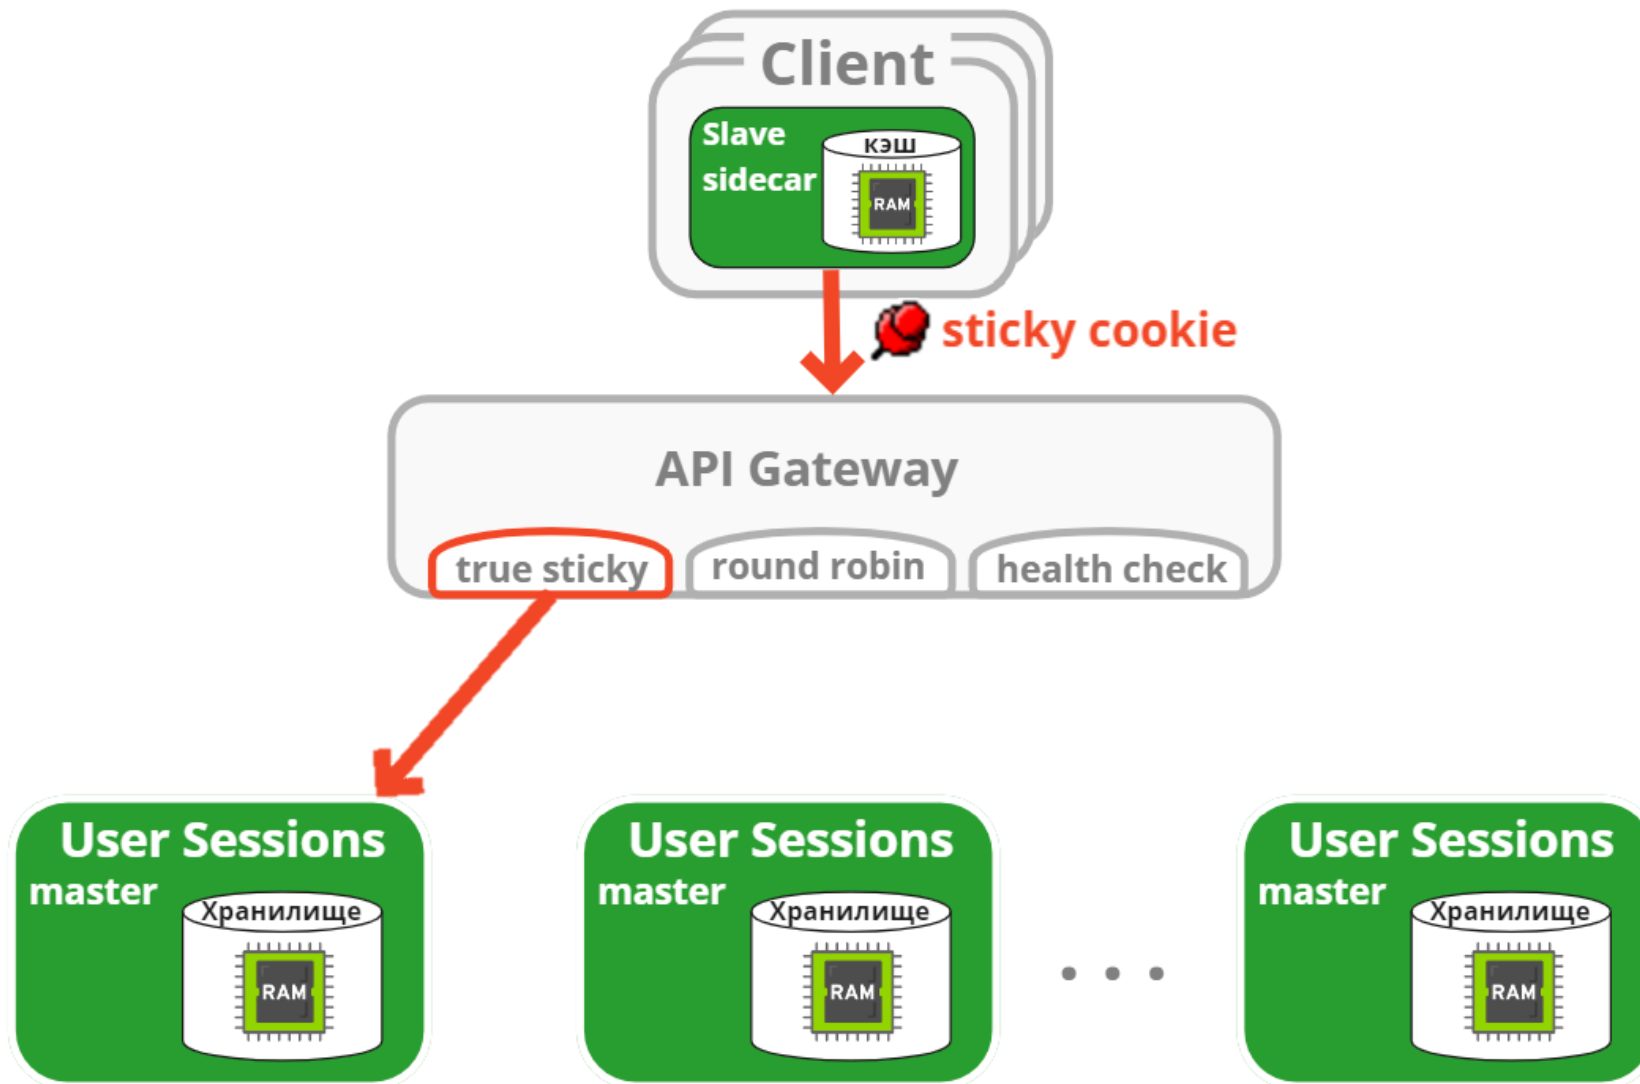 Client
Slave
sidecar
кэш
RAM
sticky cookie
API Gateway
true sticky
round robin
health check
User Sessions
master
Хранилище
RAM
User Sessions
master
Хранилище
RAM
. . .
User Sessions
master
Хранилище
RAM